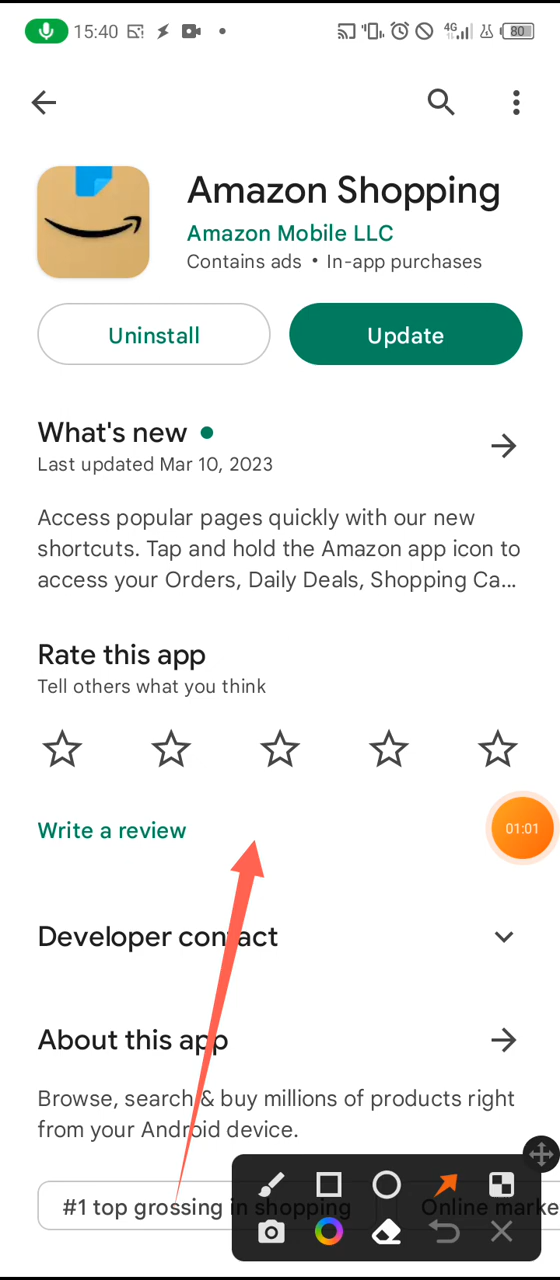 15:40
4G
80
Amazon Shopping
Amazon Mobile LLC
Contains ads • In-app purchases
Uninstall
Update
What's new
Last updated Mar 10, 2023
Access popular pages quickly with our new
shortcuts. Tap and hold the Amazon app icon to
access your Orders, Daily Deals, Shopping Ca...
Rate this app
Tell others what you think
Write a review
01:01
Developer contact
About this app
Browse, search & buy millions of products right
from your Android device.
#1 top grossing in shopping
Online marke